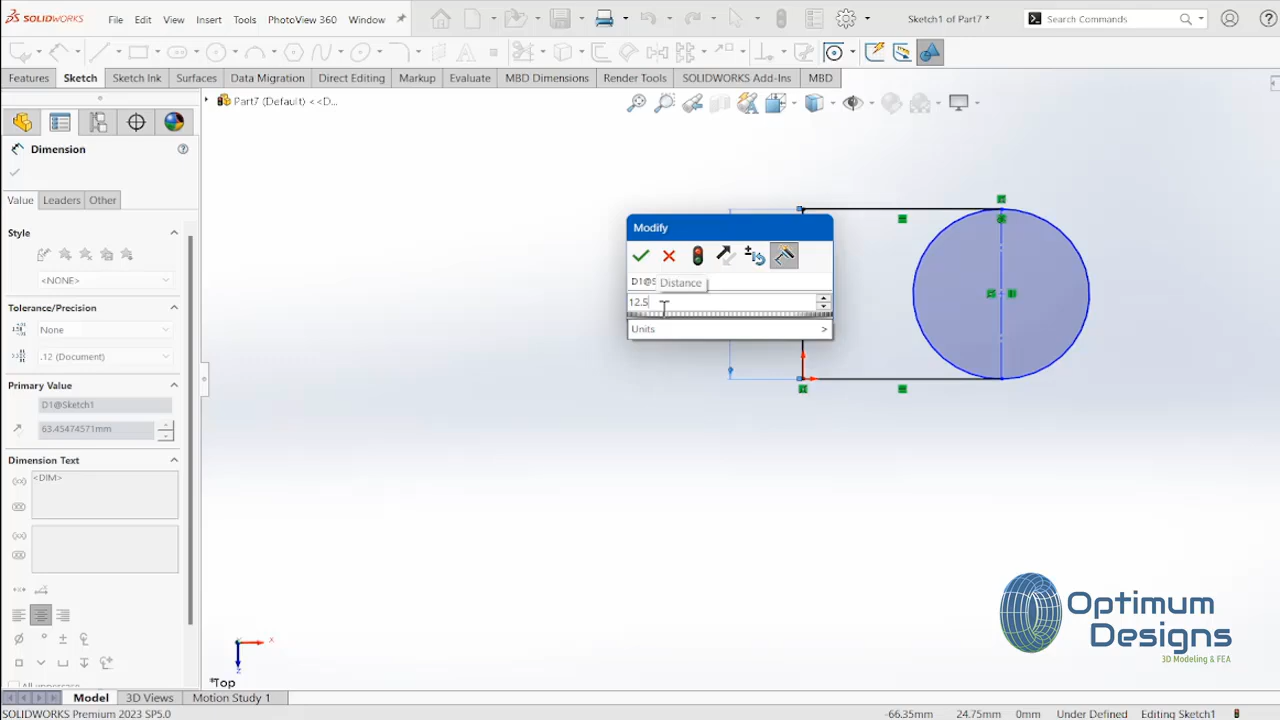 SOLIDWORKS File Edit View Insert Tools PhotoView 360 Window Sketch1 of Part7 * Search Commands
Features Sketch Sketch Ink Surfaces Data Migration Direct Editing Markup Evaluate MBD Dimensions Render Tools SOLIDWORKS Add-Ins MBD
Part7 (Default) <<D...
Dimension
Value Leaders Other
Style
<NONE>
Tolerance/Precision
None
.12 (Document)
Primary Value
D1@Sketch1
63.45474571mm
Dimension Text
<DIM>
Modify
D1@S
Distance
12.5
Units
Optimum
Designs
3D Modeling & FEA
x
*Top
Model 3D Views Motion Study 1
SOLIDWORKS Premium 2023 SP5.0 -66.35mm 24.75mm 0mm Under Defined Editing Sketch1